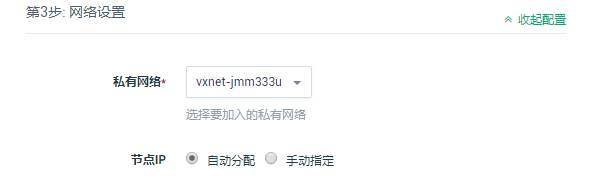 第3步: 网络设置
收起配置
私有网络* vxnet-jmm333u
选择要加入的私有网络
节点IP 自动分配 手动指定